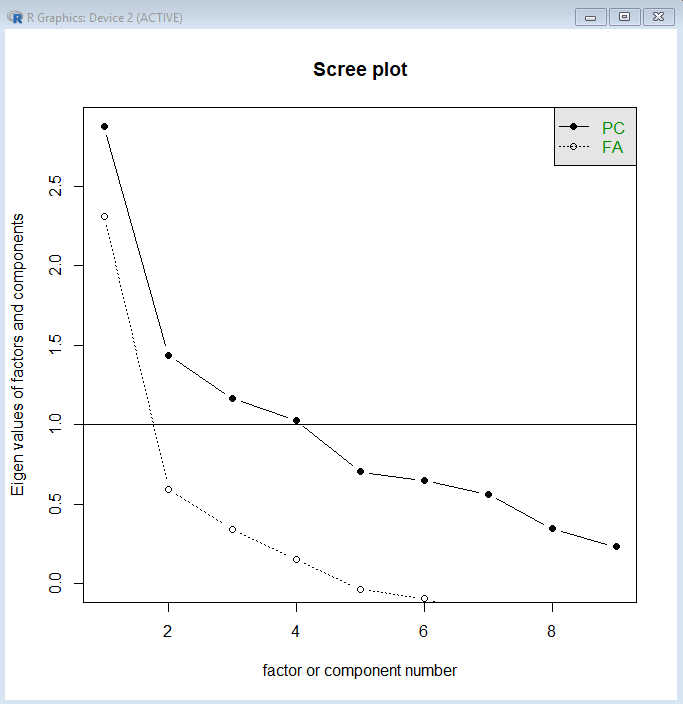 R Graphics: Device 2 (ACTIVE)
Scree plot
PC
FA
Eigen values of factors and components
2.5
2.0
1.5
1.0
0.5
0.0
2 4 6 8
factor or component number